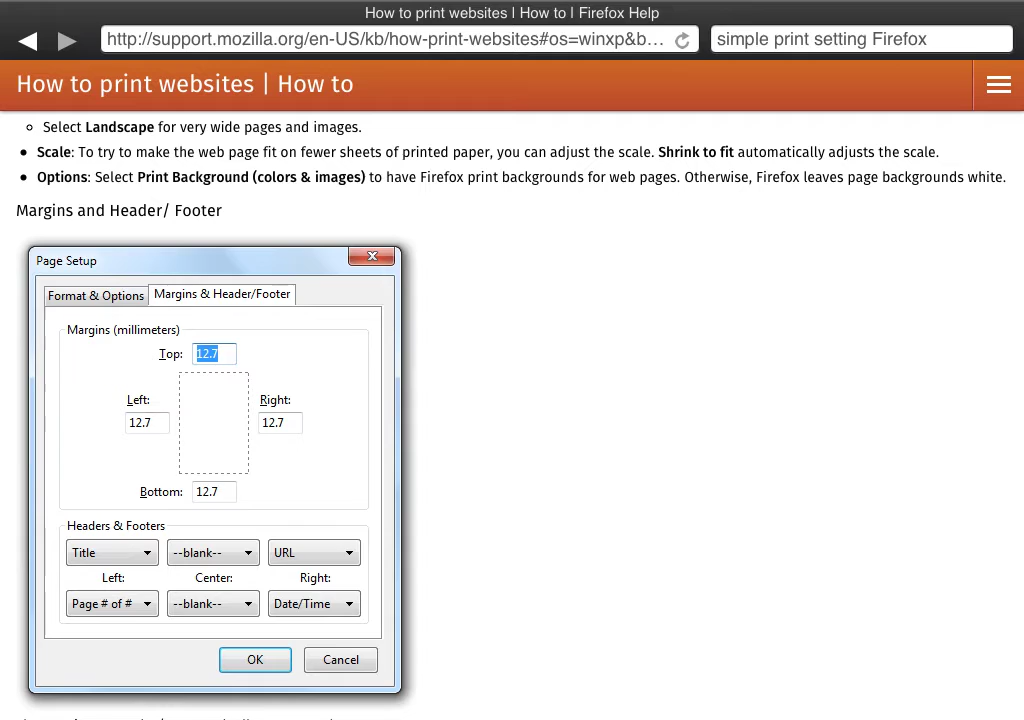 How to print websites | How to | Firefox Help
http://support.mozilla.org/en-US/kb/how-print-websites#os=winxp&b...
simple print setting Firefox
How to print websites | How to
Select Landscape for very wide pages and images.
Scale: To try to make the web page fit on fewer sheets of printed paper, you can adjust the scale. Shrink to fit automatically adjusts the scale.
Options: Select Print Background (colors & images) to have Firefox print backgrounds for web pages. Otherwise, Firefox leaves page backgrounds white.
Margins and Header/ Footer
Page Setup
Format & Options Margins & Header/Footer
Margins (millimeters)
Top: 12.7
Left: Right:
12.7 12.7
Bottom: 12.7
Headers & Footers
Title --blank-- URL
Left: Center: Right:
Page # of # --blank-- Date/Time
OK Cancel